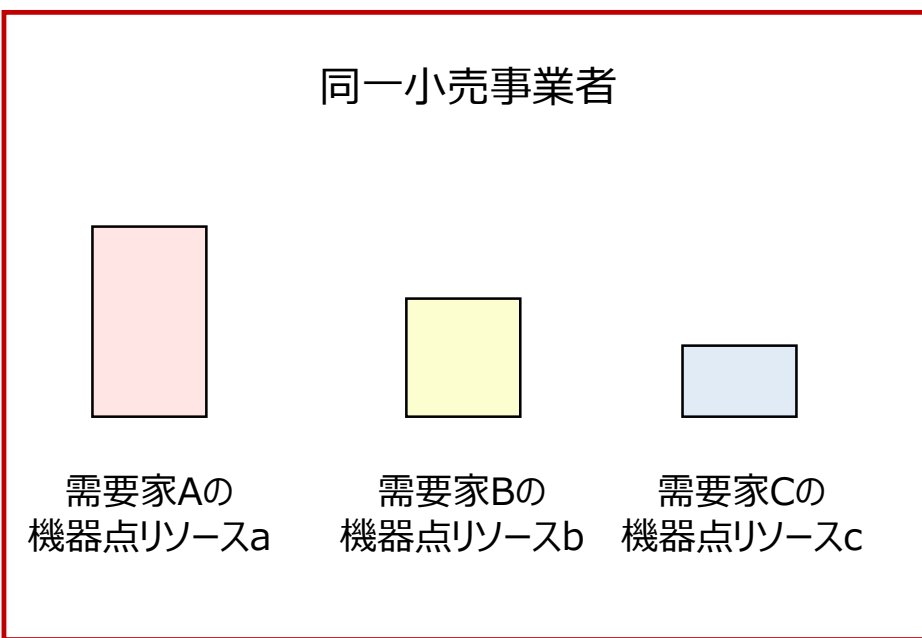 同一小売事業者
需要家Aの
機器点リソースa
需要家Bの
機器点リソースb
需要家Cの
機器点リソースc